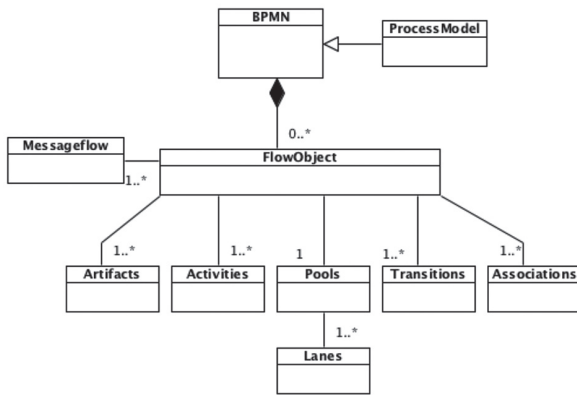 BPMN
ProcessModel
0..*
Messageflow
FlowObject
1..*
1..*
1..*
1
1..*
1..*
Artifacts
Activities
Pools
Transitions
Associations
1..*
Lanes